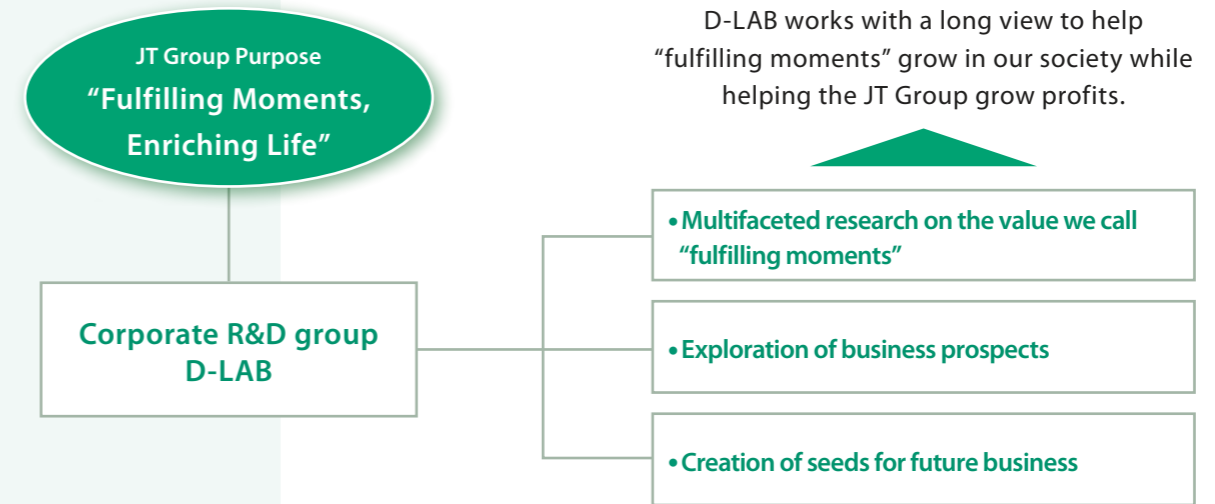 JT Group Purpose
“Fulfilling Moments,
Enriching Life”
Corporate R&D group
D-LAB
D-LAB works with a long view to help
“fulfilling moments” grow in our society while
helping the JT Group grow profits.
•Multifaceted research on the value we call
“fulfilling moments”
•Exploration of business prospects
•Creation of seeds for future business